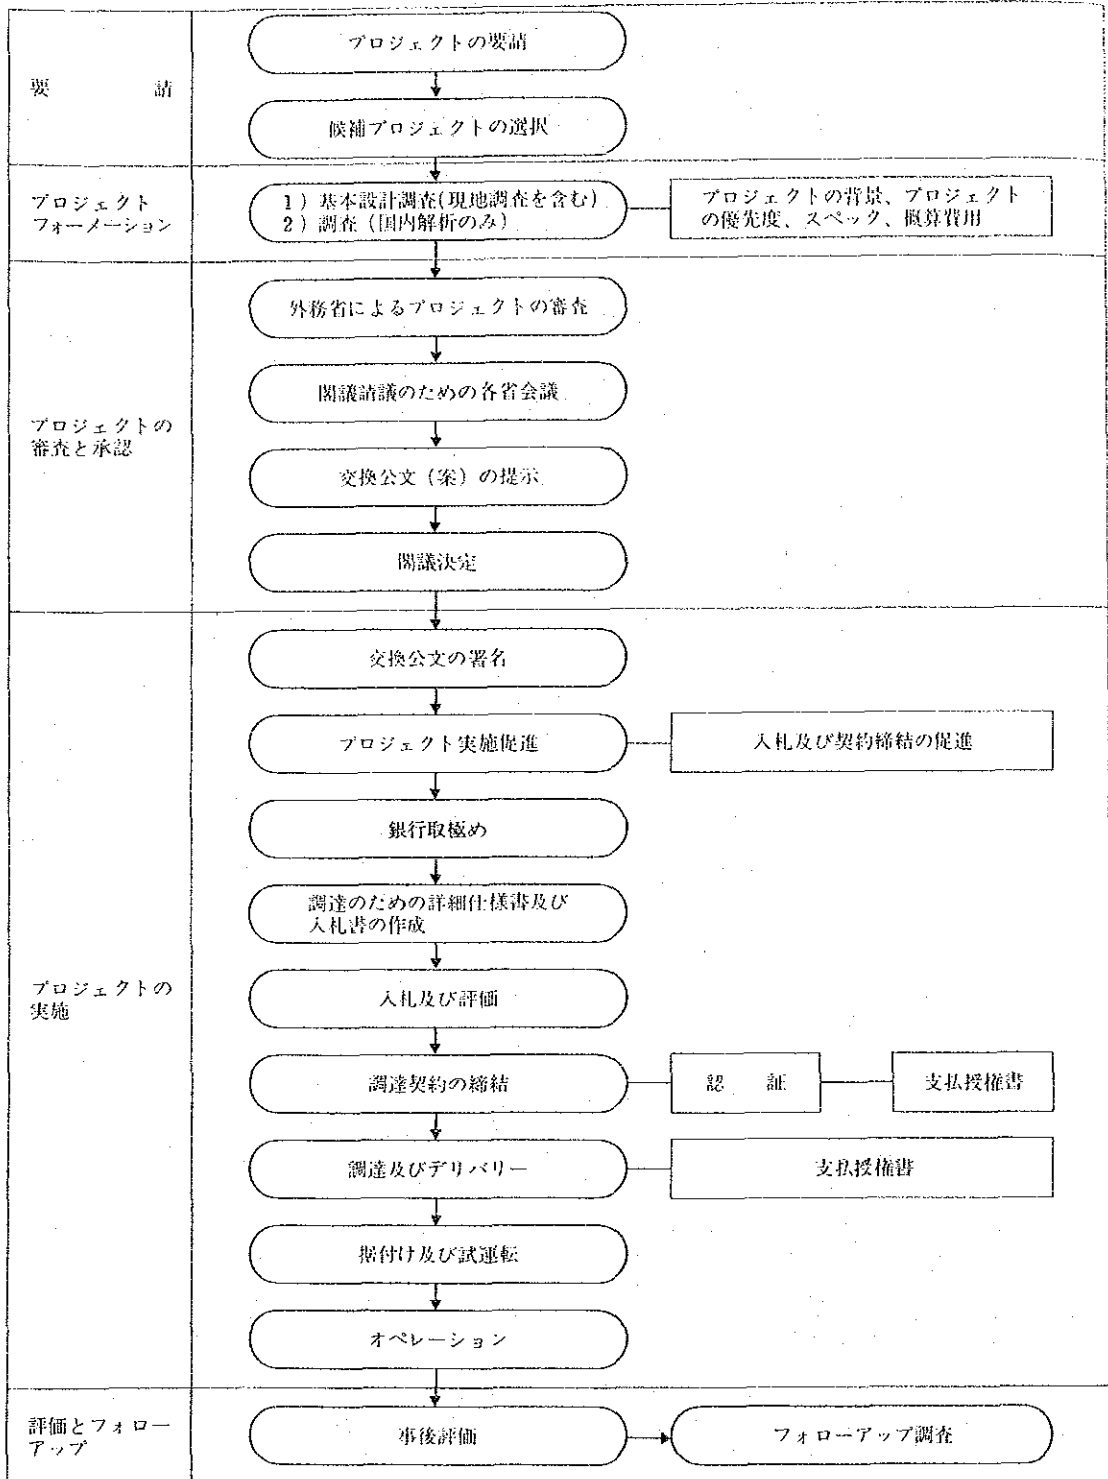 要 請
プロジェクトの要請
候補プロジェクトの選択
プロジェクト
フォーメーション
1) 基本設計調査(現地調査を含む)
2) 調査(国内解析のみ)
プロジェクトの背景、プロジェクト
の優先度、スペック、概算費用
プロジェクトの
審査と承認
外務省によるプロジェクトの審査
閣議請議のための各省会議
交換公文(案)の提示
閣議決定
プロジェクトの
実施
交換公文の署名
プロジェクト実施促進
入札及び契約締結の促進
銀行取極め
調達のための詳細仕様書及び
入札書の作成
入札及び評価
調達契約の締結
認 証
支払授権書
調達及びデリバリー
支払授権書
据付け及び試運転
オペレーション
評価とフォロー
アップ
事後評価
フォローアップ調査